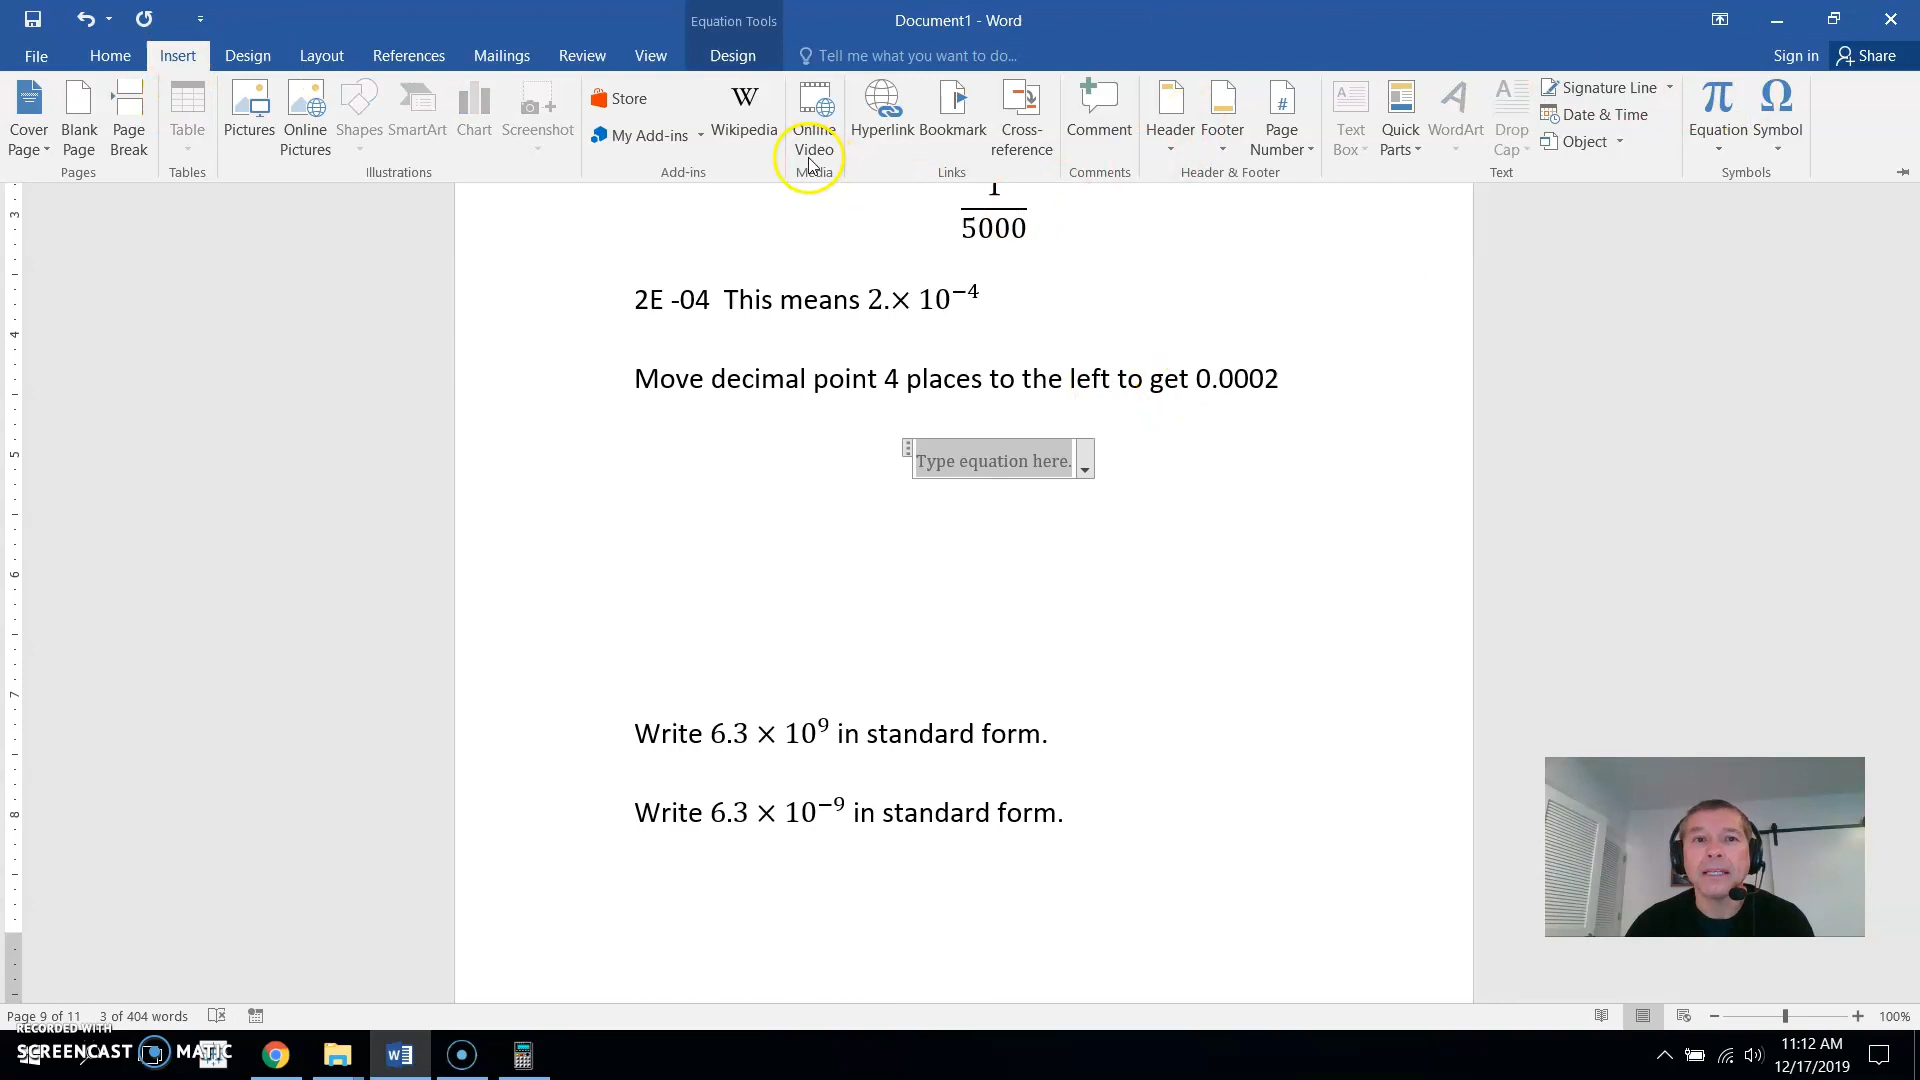 Equation Tools
Document1 - Word
File Home Insert Design Layout References Mailings Review View Design Tell me what you want to do... Sign in Share
Cover Page
Blank Page
Page Break
Table
Pictures
Online Pictures
Shapes
SmartArt
Chart
Screenshot
Store
My Add-ins
Wikipedia
Online Video
Hyperlink
Bookmark
Cross-reference
Comment
Header
Footer
Page Number
Text Box
Quick Parts
WordArt
Drop Cap
Signature Line
Date & Time
Object
Equation
Symbol
Pages Tables Illustrations Add-ins Media Links Comments Header & Footer Text Symbols
1
5000
2E -04 This means 2.× 10⁻⁴
Move decimal point 4 places to the left to get 0.0002
Type equation here.
Write 6.3 × 10⁹ in standard form.
Write 6.3 × 10⁻⁹ in standard form.
3
4
5
6
7
8
Page 9 of 11 3 of 404 words 100%
RECORDED WITH
SCREENCAST MATIC
11:12 AM
12/17/2019